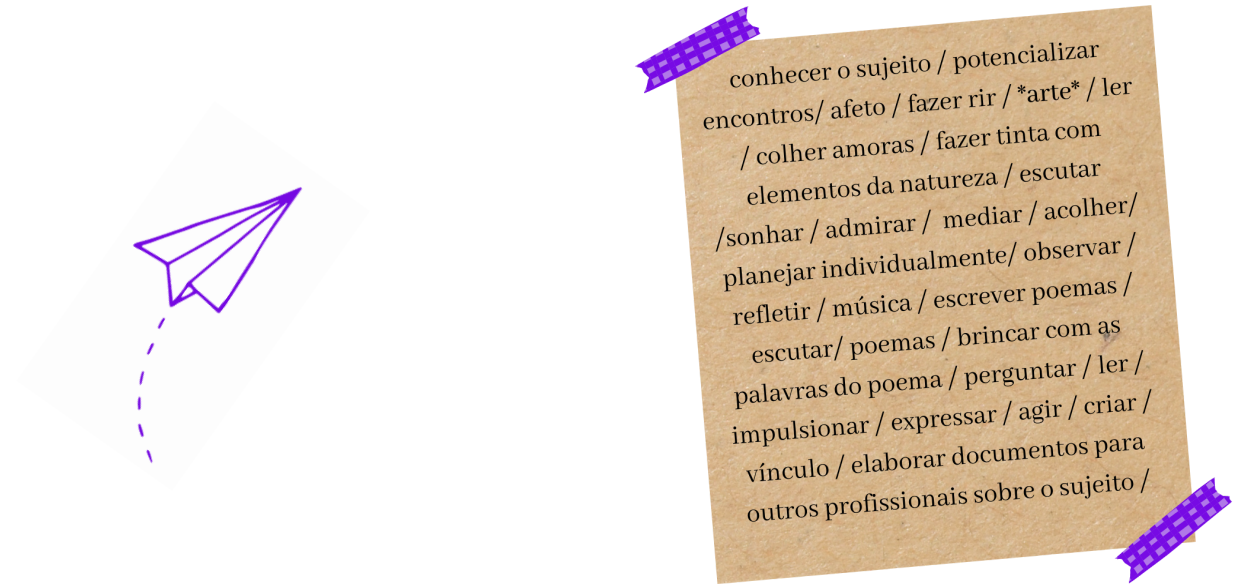 conhecer o sujeito / potencializar
encontros/ afeto / fazer rir / *arte* / ler
/ colher amoras / fazer tinta com
elementos da natureza / escutar
/sonhar / admirar /  mediar / acolher/
planejar individualmente/ observar /
refletir / música / escrever poemas /
escutar/ poemas / brincar com as
palavras do poema / perguntar / ler /
impulsionar / expressar / agir / criar /
vínculo / elaborar documentos para
outros profissionais sobre o sujeito /